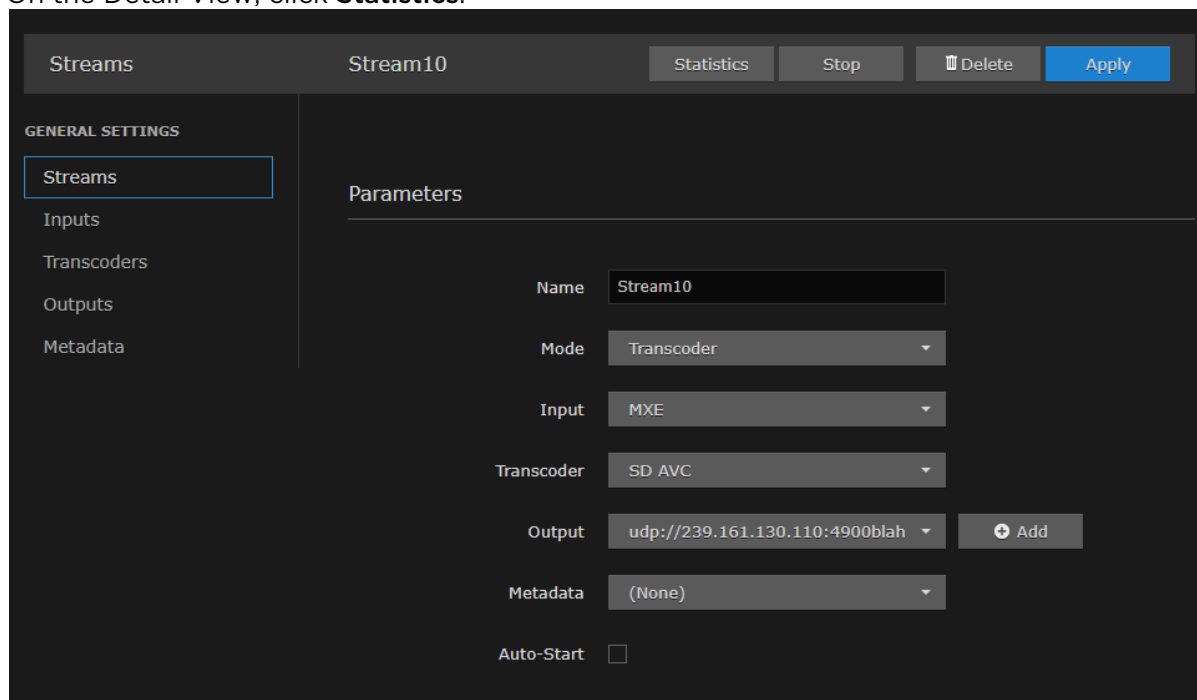 On the Detail View, click Statistics.
Streams Stream10 Statistics Stop Delete Apply
GENERAL SETTINGS
Streams
Inputs
Transcoders
Outputs
Metadata
Parameters
Name Stream10
Mode Transcoder
Input MXE
Transcoder SD AVC
Output udp://239.161.130.110:4900blah Add
Metadata (None)
Auto-Start